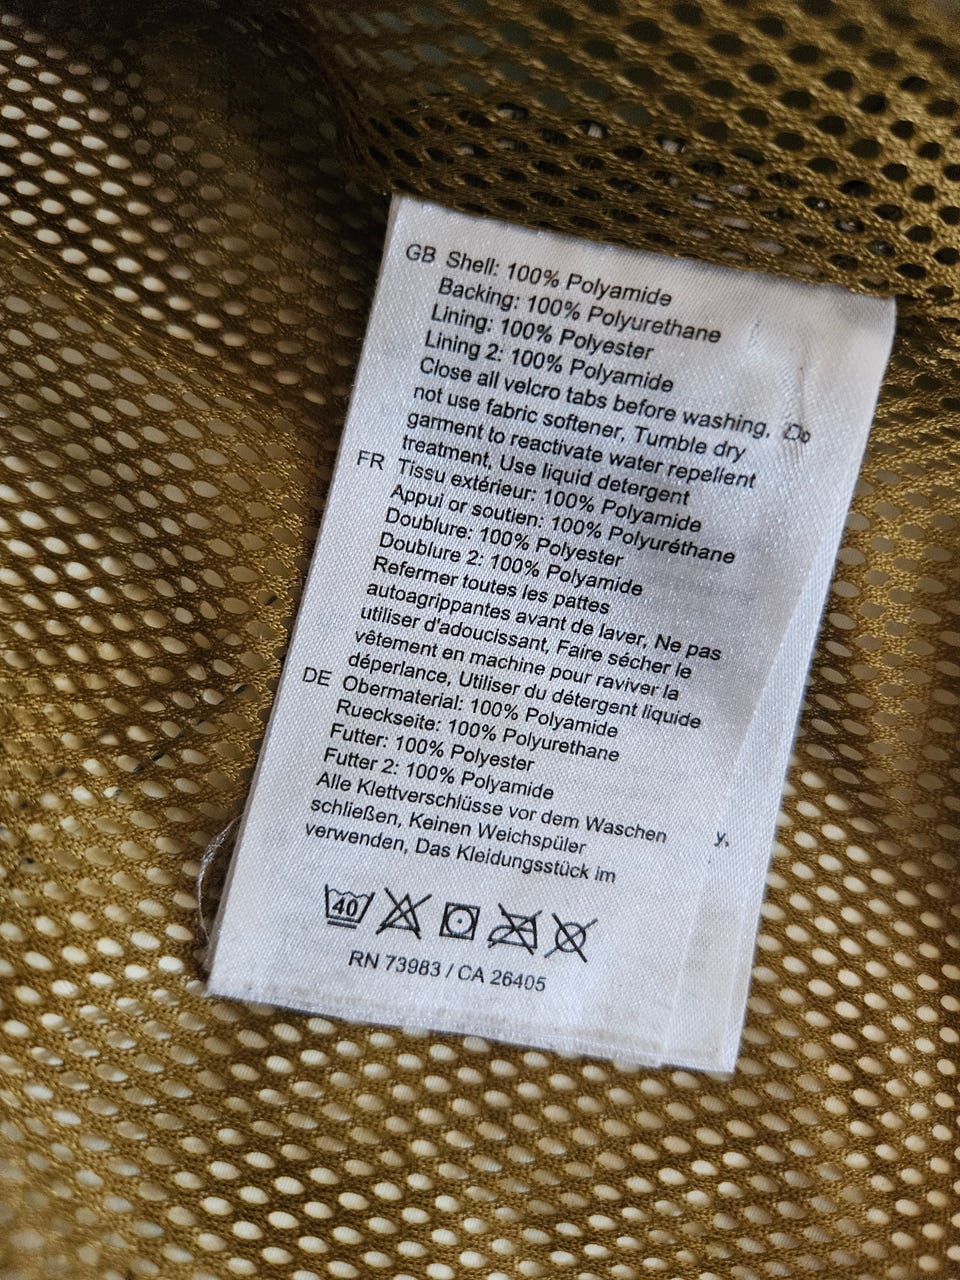 GB Shell: 100% Polyamide
Backing: 100% Polyurethane
Lining: 100% Polyester
Lining 2: 100% Polyamide
Close all velcro tabs before washing, Do
not use fabric softener, Tumble dry
garment to reactivate water repellent
treatment, Use liquid detergent
FR Tissu extérieur: 100% Polyamide
Appui or soutien: 100% Polyuréthane
Doublure: 100% Polyester
Doublure 2: 100% Polyamide
Refermer toutes les pattes
autoagrippantes avant de laver, Ne pas
utiliser d'adoucissant, Faire sécher le
vêtement en machine pour raviver la
déperlance, Utiliser du détergent liquide
DE Obermaterial: 100% Polyamide
Rueckseite: 100% Polyurethane
Futter: 100% Polyester
Futter 2: 100% Polyamide
Alle Klettverschlüsse vor dem Waschen
schließen, Keinen Weichspüler
verwenden, Das Kleidungsstück im
y,
40
RN 73983 / CA 26405